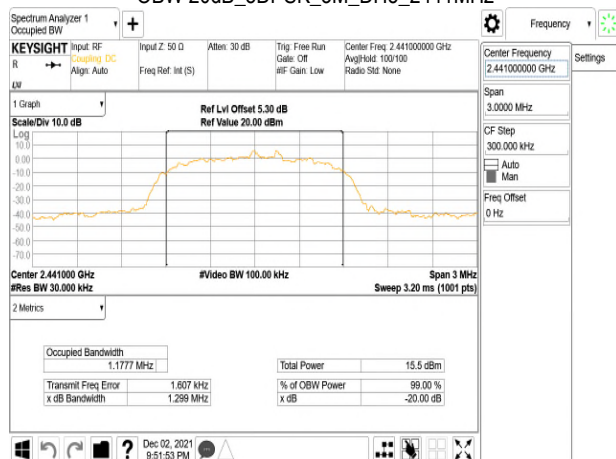 OBW 20dB_8DPSK_3M_DH5_2441MHz
Spectrum Analyzer 1
Occupied BW
Frequency
KEYSIGHT
Input: RF
Coupling: DC
Align: Auto
Input Z: 50 Ω
Freq Ref: Int (S)
Atten: 30 dB
Trig: Free Run
Gate: Off
#IF Gain: Low
Center Freq: 2.441000000 GHz
Avg|Hold: 100/100
Radio Std: None
R
LXI
Center Frequency
2.441000000 GHz
Settings
Span
3.0000 MHz
CF Step
300.000 kHz
Auto
Man
Freq Offset
0 Hz
1 Graph
Scale/Div 10.0 dB
Ref Lvl Offset 5.30 dB
Ref Value 20.00 dBm
Log
10.0
0.00
-10.0
-20.0
-30.0
-40.0
-50.0
-60.0
-70.0
Center 2.441000 GHz
#Video BW 100.00 kHz
Span 3 MHz
#Res BW 30.000 kHz
Sweep 3.20 ms (1001 pts)
2 Metrics
Occupied Bandwidth
1.1777 MHz
Total Power 15.5 dBm
Transmit Freq Error 1.607 kHz
% of OBW Power 99.00 %
x dB Bandwidth 1.299 MHz
x dB -20.00 dB
Dec 02, 2021
9:51:53 PM